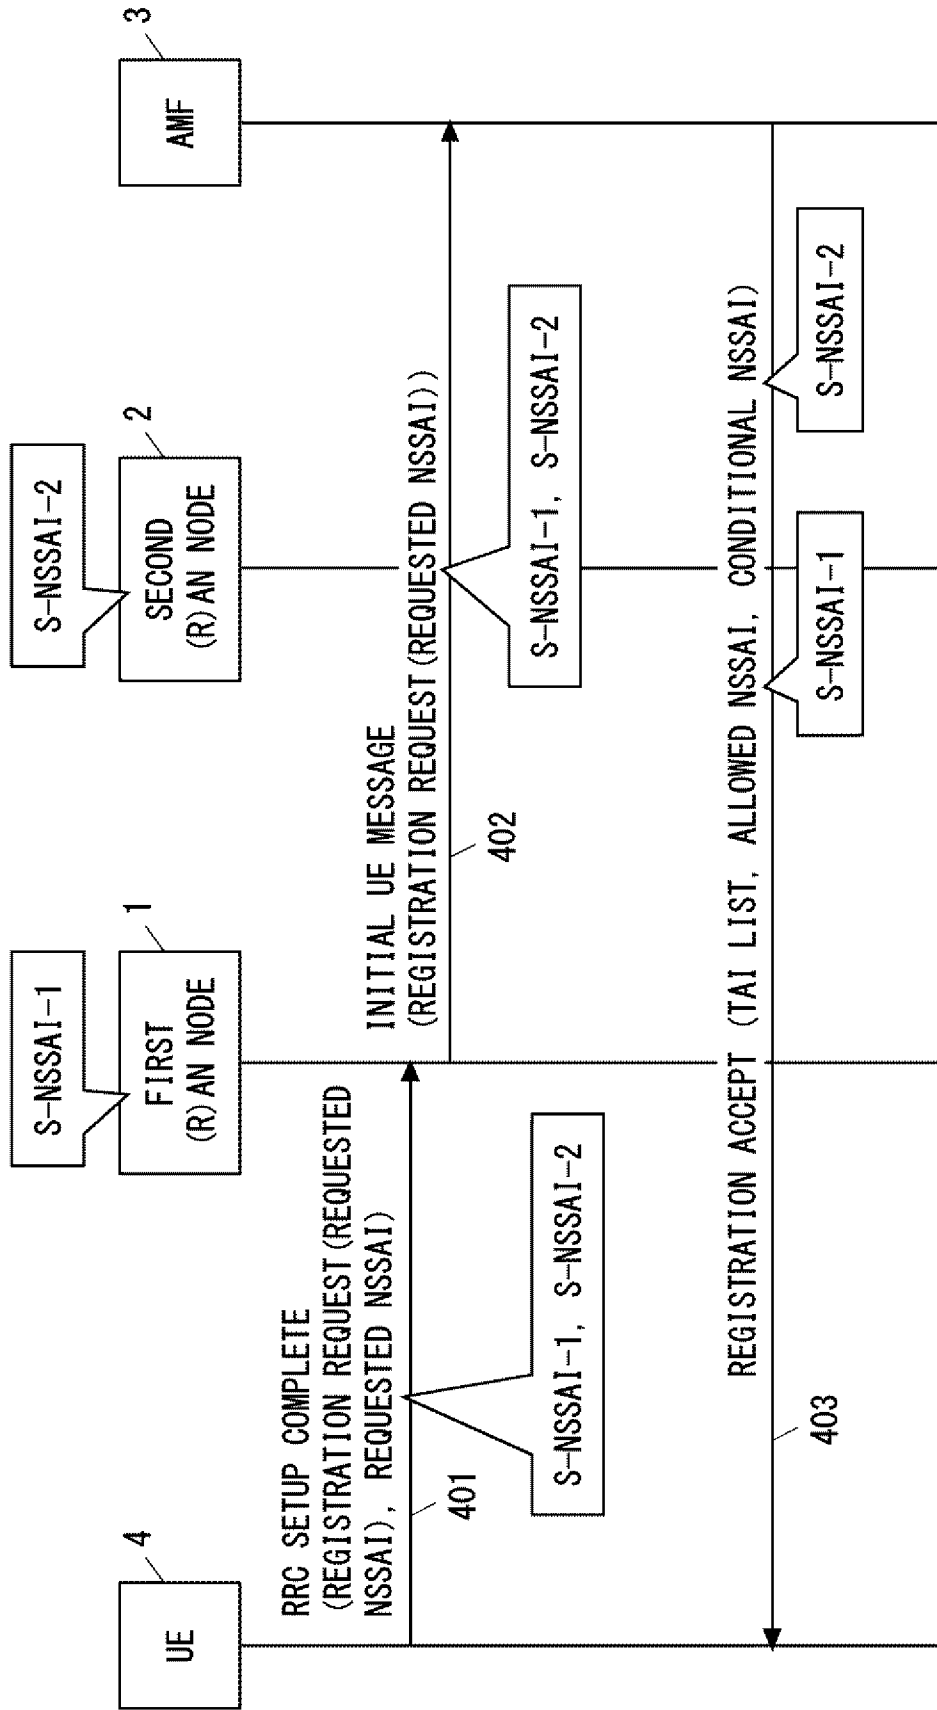 S-NSSAI-1
S-NSSAI-2
4
1
2
3
UE
FIRST
(R)AN NODE
SECOND
(R)AN NODE
AMF
RRC SETUP COMPLETE
(REGISTRATION REQUEST(REQUESTED
NSSAI), REQUESTED NSSAI)
401
S-NSSAI-1, S-NSSAI-2
INITIAL UE MESSAGE
(REGISTRATION REQUEST(REQUESTED NSSAI))
402
S-NSSAI-1, S-NSSAI-2
REGISTRATION ACCEPT (TAI LIST, ALLOWED NSSAI, CONDITIONAL NSSAI)
403
S-NSSAI-1
S-NSSAI-2